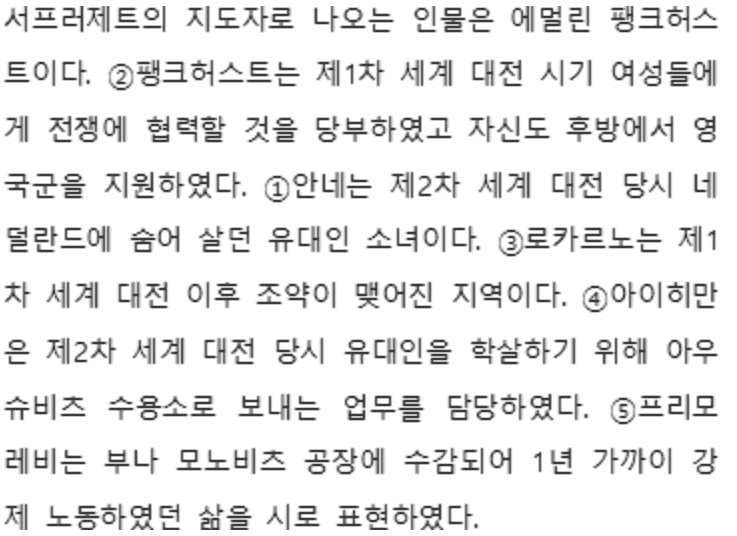 서프러제트의 지도자로 나오는 인물은 에멀린 팽크허스
트이다. ②팽크허스트는 제1차 세계 대전 시기 여성들에
게 전쟁에 협력할 것을 당부하였고 자신도 후방에서 영
국군을 지원하였다. ①안네는 제2차 세계 대전 당시 네
덜란드에 숨어 살던 유대인 소녀이다. ③로카르노는 제1
차 세계 대전 이후 조약이 맺어진 지역이다. ④아이히만
은 제2차 세계 대전 당시 유대인을 학살하기 위해 아우
슈비츠 수용소로 보내는 업무를 담당하였다. ⑤프리모
레비는 부나 모노비츠 공장에 수감되어 1년 가까이 강
제 노동하였던 삶을 시로 표현하였다.